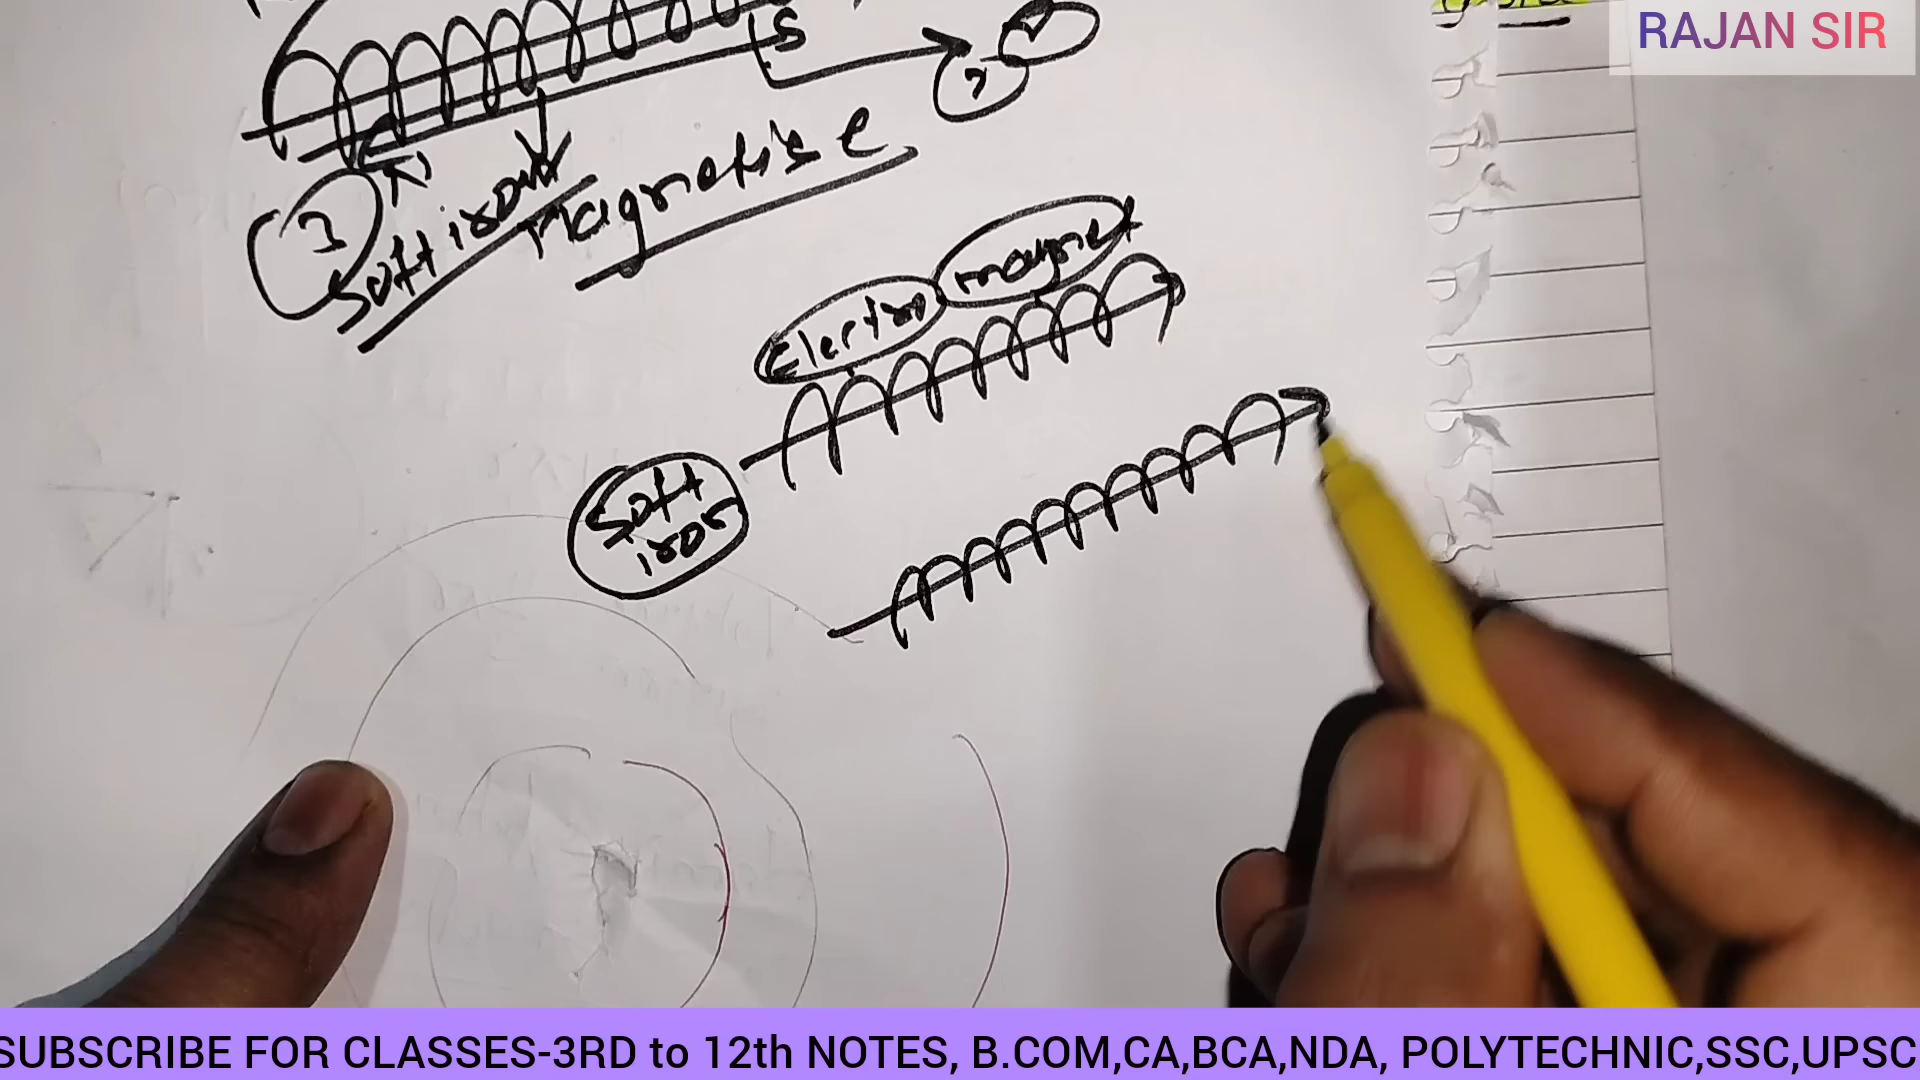 RAJAN SIR
S
Magnetise
soft iron
Electro magnet
Soft
iron
SUBSCRIBE FOR CLASSES-3RD to 12th NOTES, B.COM,CA,BCA,NDA, POLYTECHNIC,SSC,UPSC